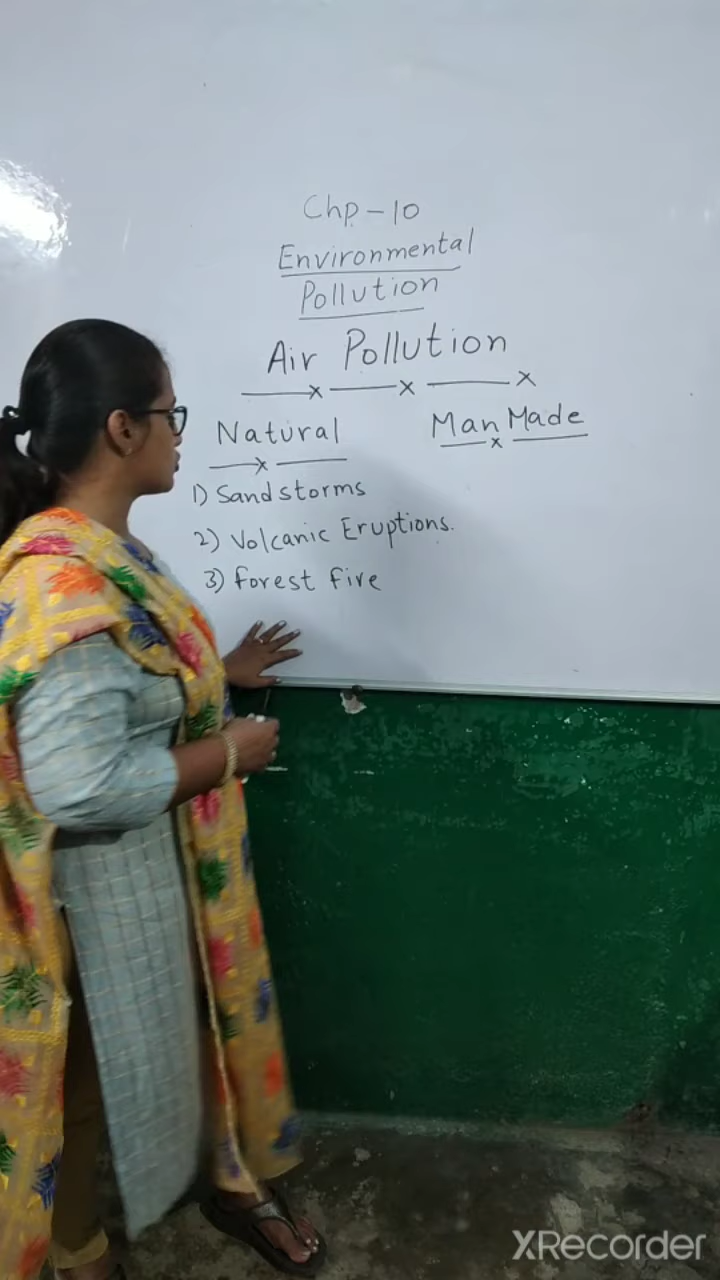 Chp-10
Environmental
Pollution
Air Pollution
Natural
Man Made
1) Sandstorms
2) Volcanic Eruptions.
3) Forest Fire
XRecorder